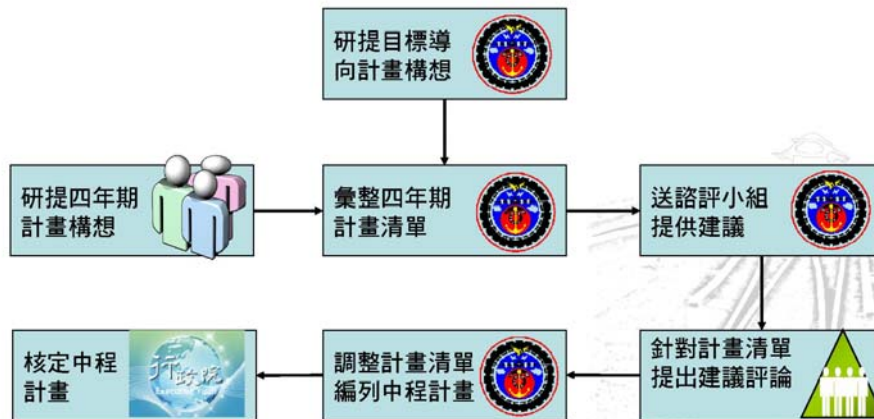 研提目標導
向計畫構想
研提四年期
計畫構想
彙整四年期
計畫清單
送諮評小組
提供建議
核定中程
計畫
行政院
調整計畫清單
編列中程計畫
針對計畫清單
提出建議評論